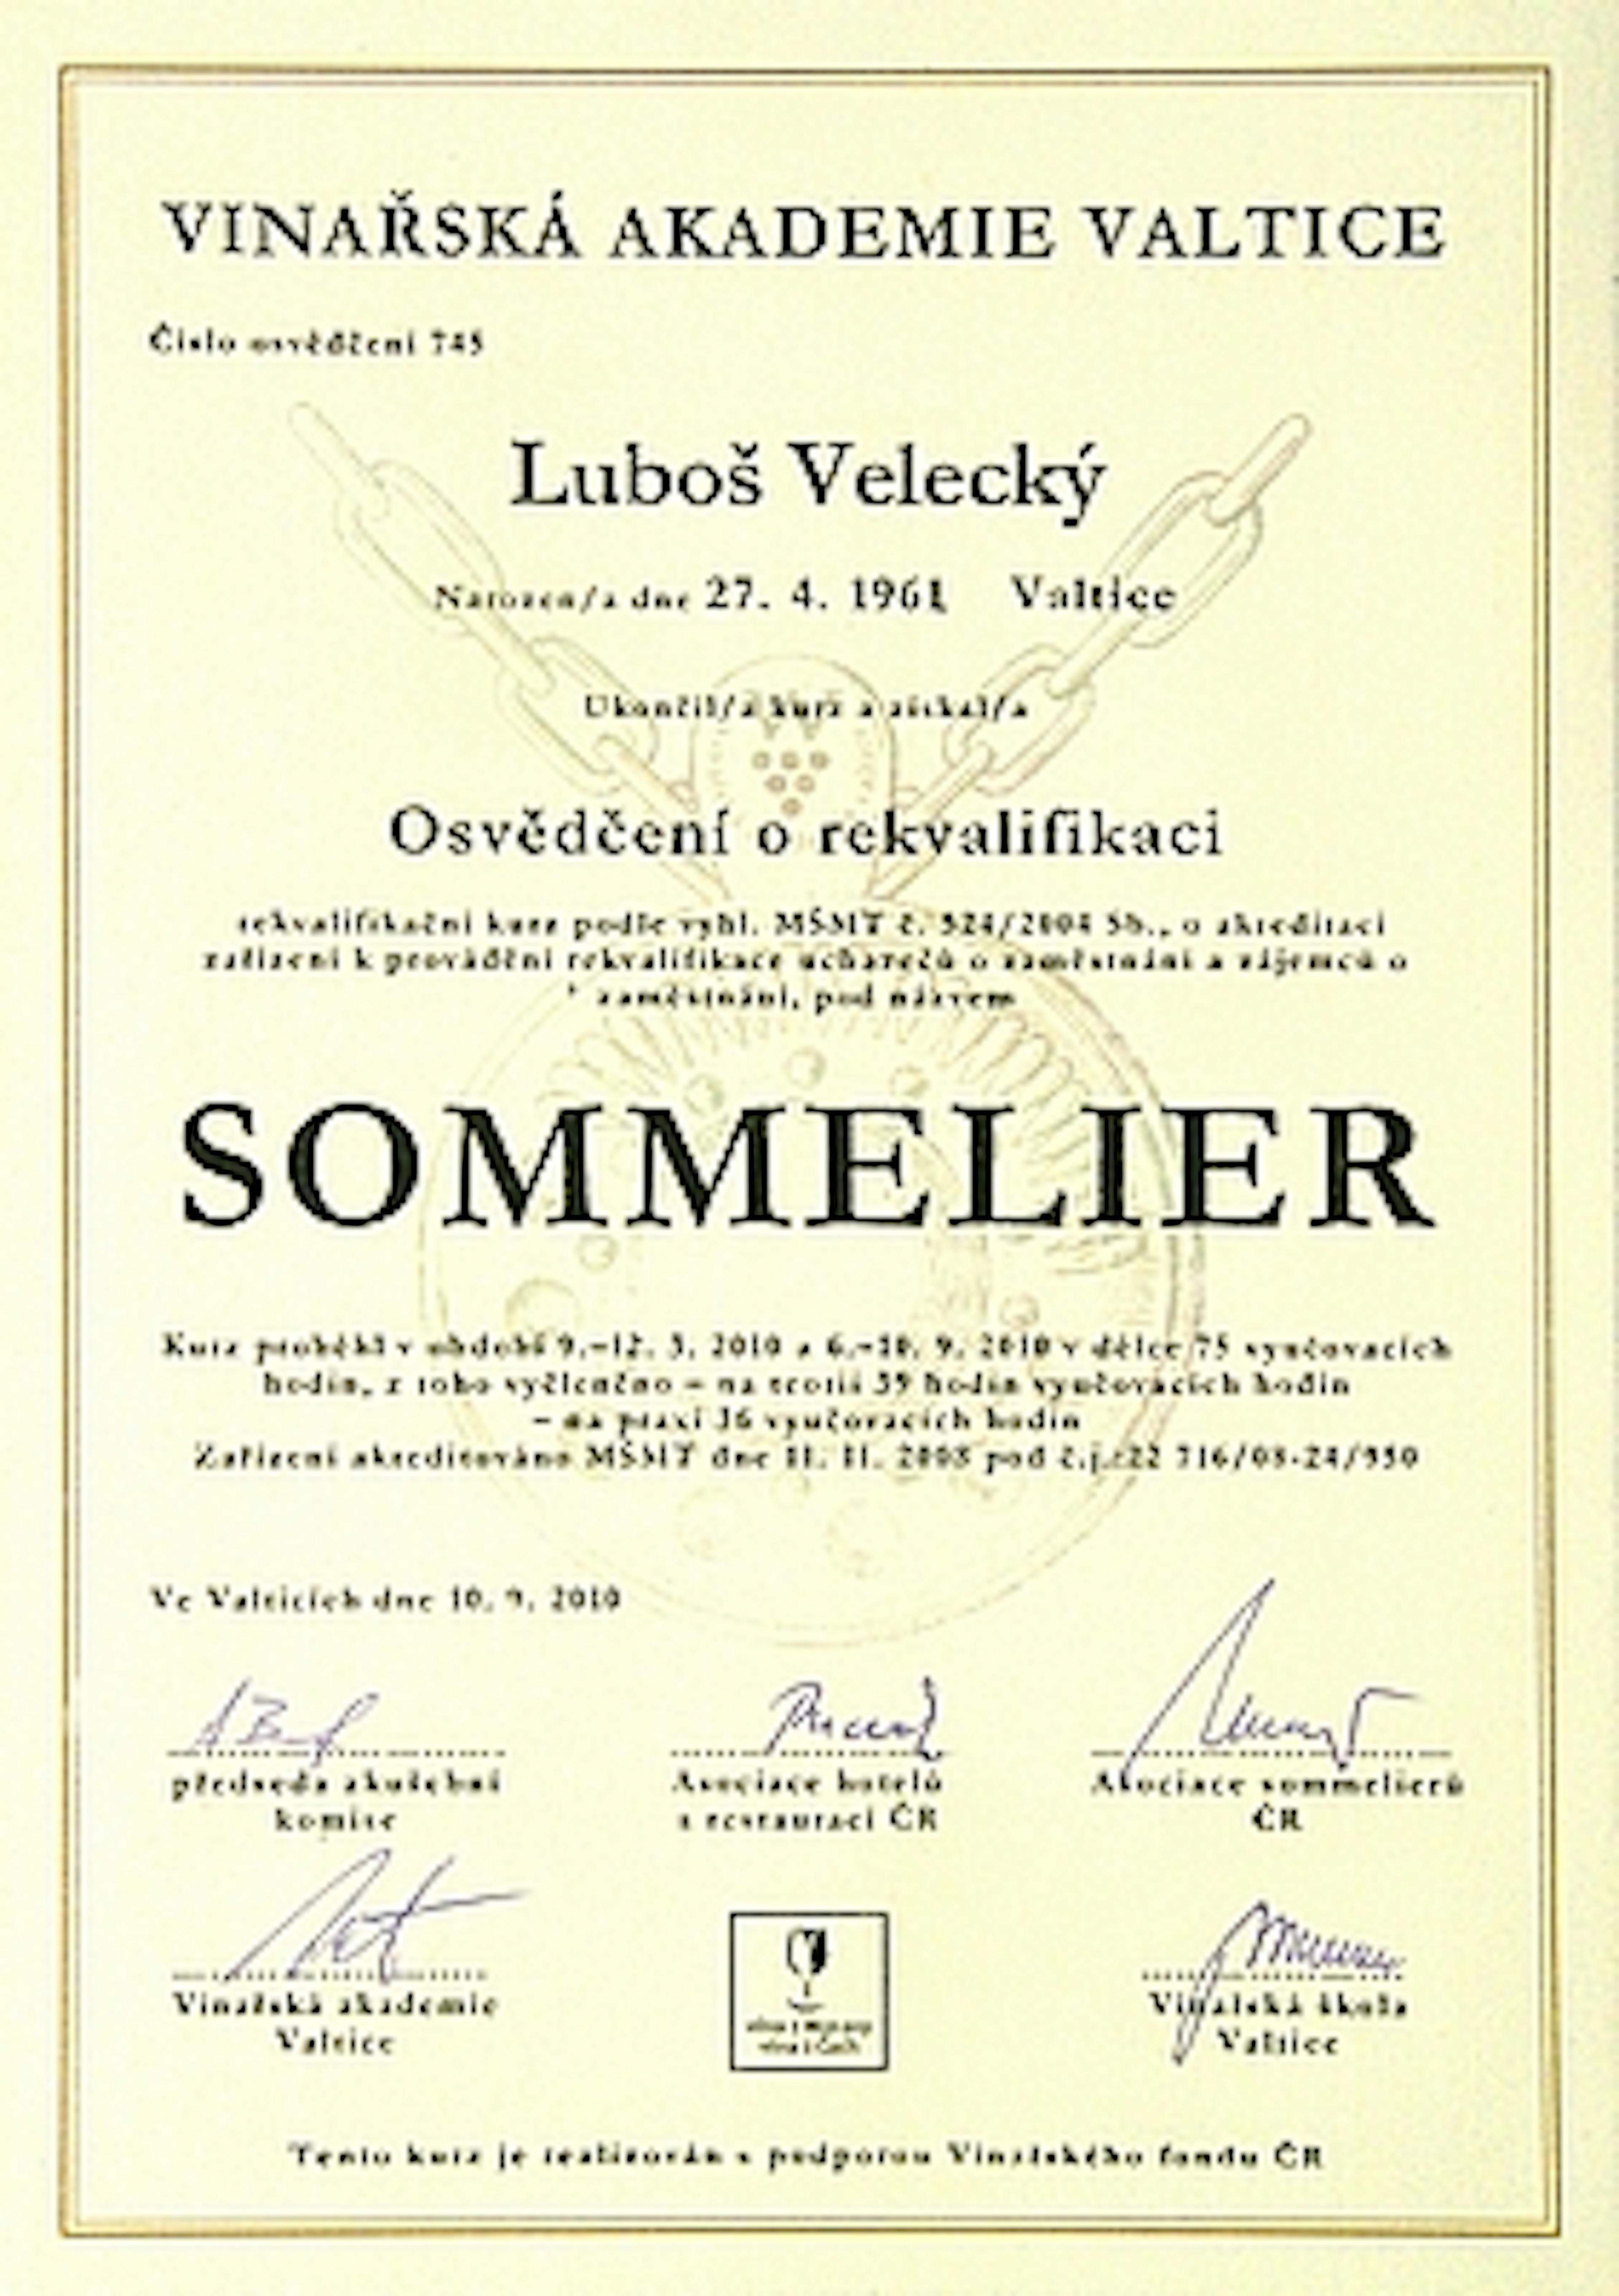 VINAŘSKÁ AKADEMIE VALTICE
Číslo osvědčení 745
Luboš Velecký
Narozen/a dne 27. 4. 1961 Valtice
Ukončil/a kurz a získal/a
Osvědčení o rekvalifikaci
rekvalifikační kurz podle vyhl. MŠMT č. 524/2004 Sb., o akreditaci
zařízení k provádění rekvalifikace uchazečů o zaměstnání a zájemců o
zaměstnání, pod názvem
SOMMELIER
Kurz proběhl v období 9.–12. 3. 2010 a 6.–10. 9. 2010 v délce 75 vyučovacích
hodin, z toho vyčleněno – na teorii 39 hodin vyučovacích hodin
– na praxi 36 vyučovacích hodin
Zařízení akreditováno MŠMT dne 11. 11. 2008 pod č.j.:22 716/08-24/550
Ve Valticích dne 10. 9. 2010
předseda zkušební
komise
Asociace hotelů
a restaurací ČR
Asociace sommelierů
ČR
Vinařská akademie
Valtice
vína z Moravy
vína z Čech
Vinařská škola
Valtice
Tento kurz je realizován s podporou Vinařského fondu ČR